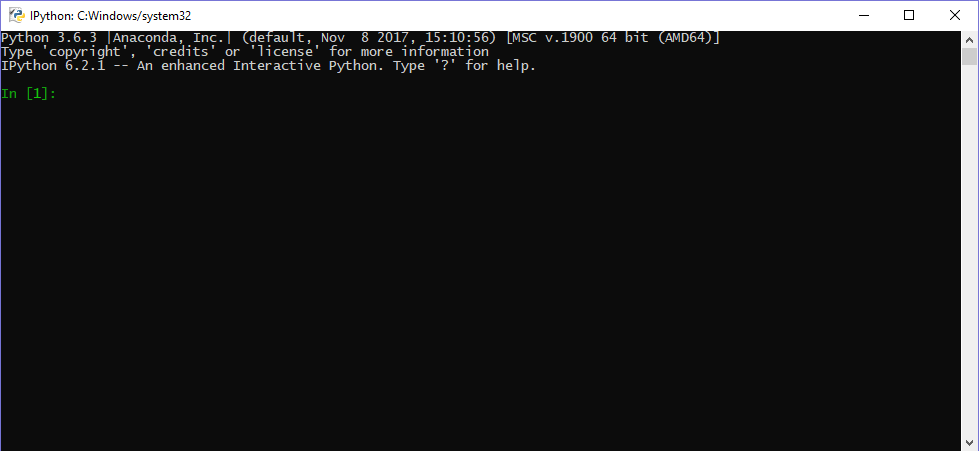 IPython: C:Windows/system32
Python 3.6.3 |Anaconda, Inc.| (default, Nov  8 2017, 15:10:56) [MSC v.1900 64 bit (AMD64)]
Type 'copyright', 'credits' or 'license' for more information
IPython 6.2.1 -- An enhanced Interactive Python. Type '?' for help.
In [1]: